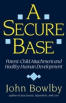 A
SECURE
BASE
Parent-Child Attachment and
Healthy Human Development
John Bowlby